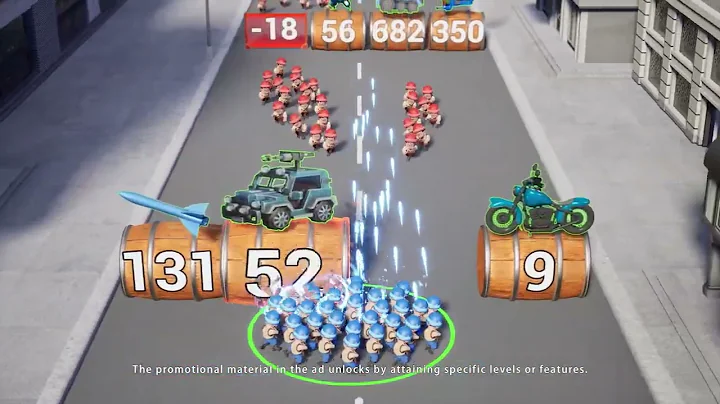 -18 56 682 350
131 52 9
The promotional material in the ad unlocks by attaining specific levels or features.